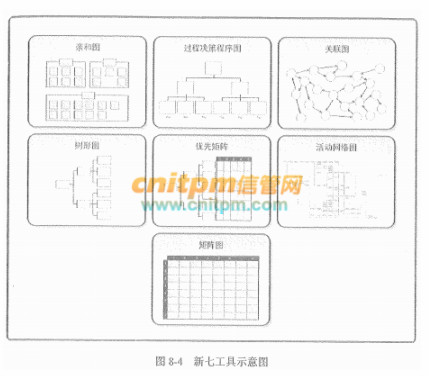 亲和图
过程决策程序图
关联图
树形图
优先矩阵
活动网络图
cnitpm信管网
www.cnitpm.com
矩阵图
图 8-4 新七工具示意图